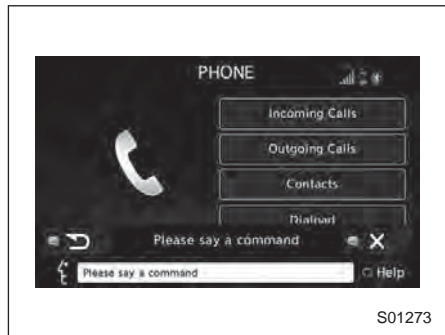 PHONE
Incoming Calls
Outgoing Calls
Contacts
Dialpad
Please say a command
Please say a command
Help
S01273